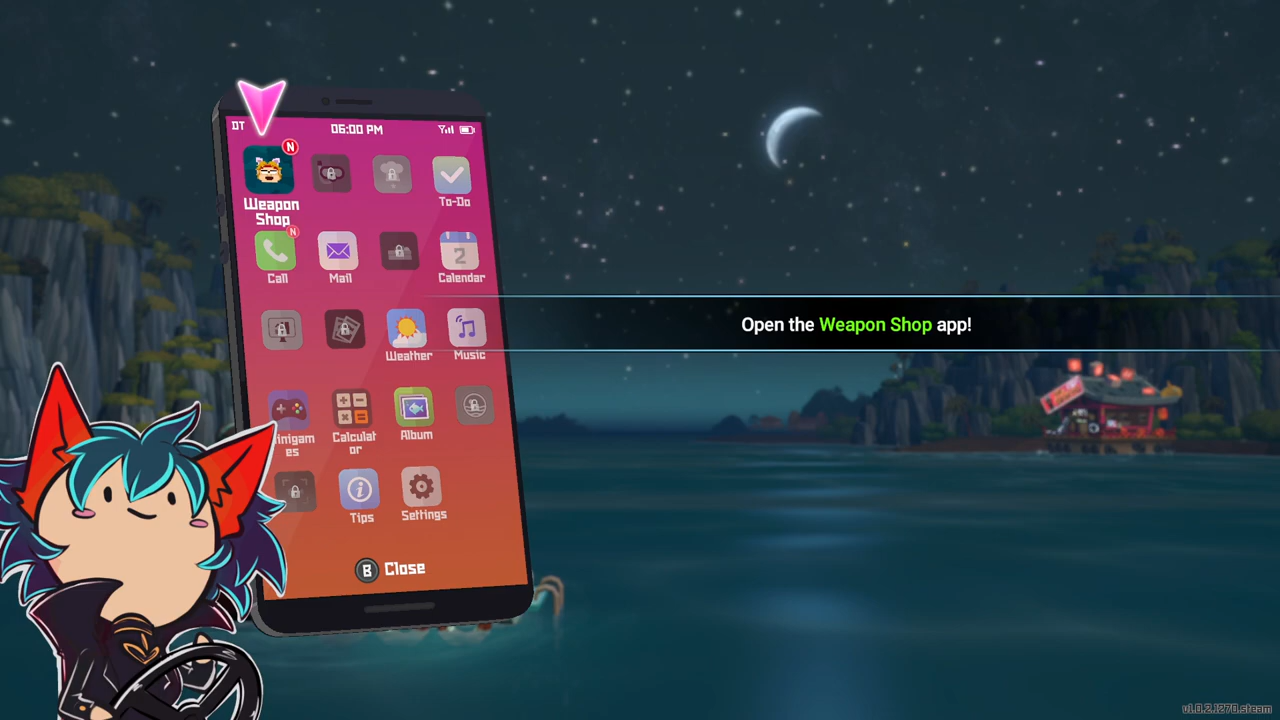 DT
06:00 PM
N
Weapon
Shop
To-Do
N
Call
Mail
2
Calendar
Weather
Music
inigam
es
Calculat
or
Album
Tips
Settings
B Close
Open the Weapon Shop app!
v1.0.2.1270.steam